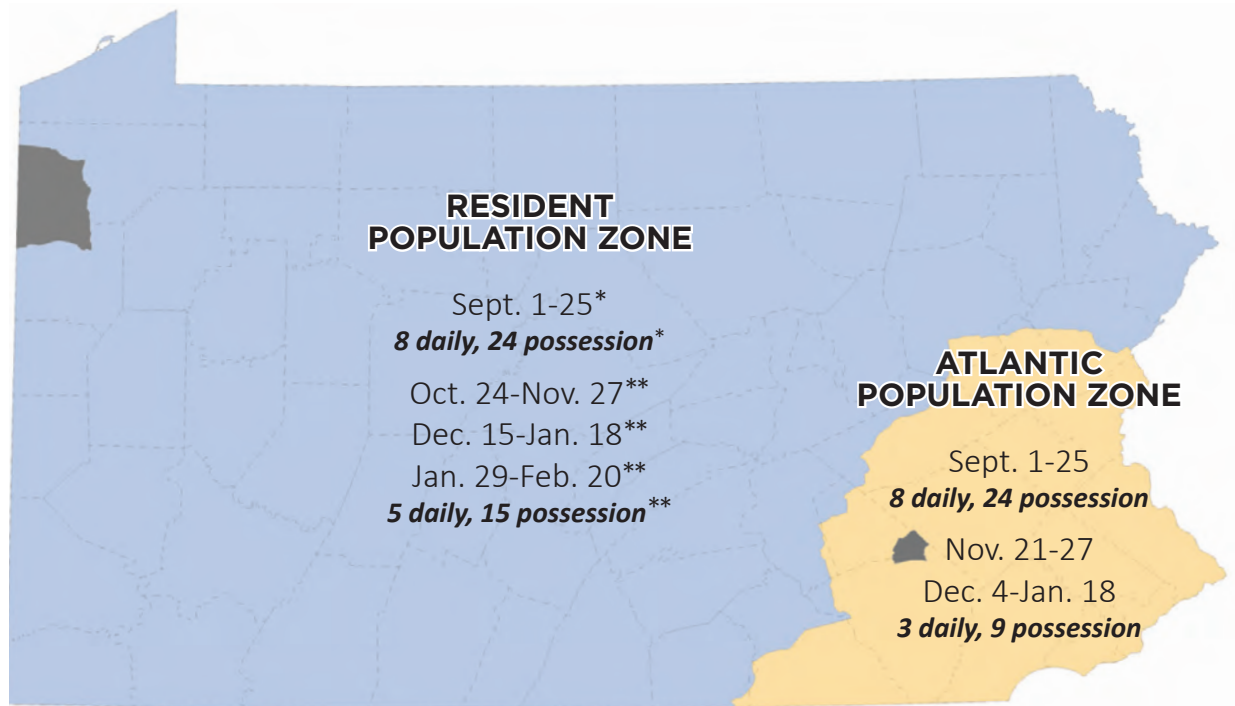 RESIDENT
POPULATION ZONE
Sept. 1-25*
8 daily, 24 possession*
Oct. 24-Nov. 27**
Dec. 15-Jan. 18**
Jan. 29-Feb. 20**
5 daily, 15 possession**
ATLANTIC
POPULATION ZONE
Sept. 1-25
8 daily, 24 possession
Nov. 21-27
Dec. 4-Jan. 18
3 daily, 9 possession